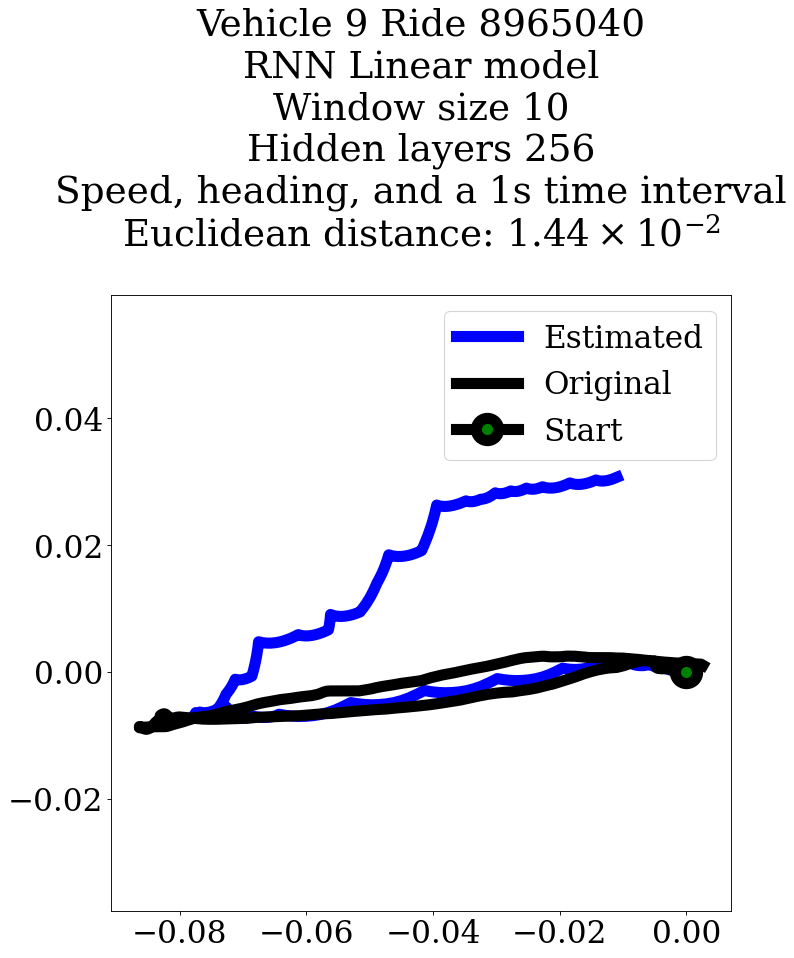 Vehicle 9 Ride 8965040
RNN Linear model
Window size 10
Hidden layers 256
Speed, heading, and a 1s time interval
Euclidean distance: 1.44 × 10⁻²
Estimated
Original
Start
0.04
0.02
0.00
−0.02
−0.08 −0.06 −0.04 −0.02 0.00